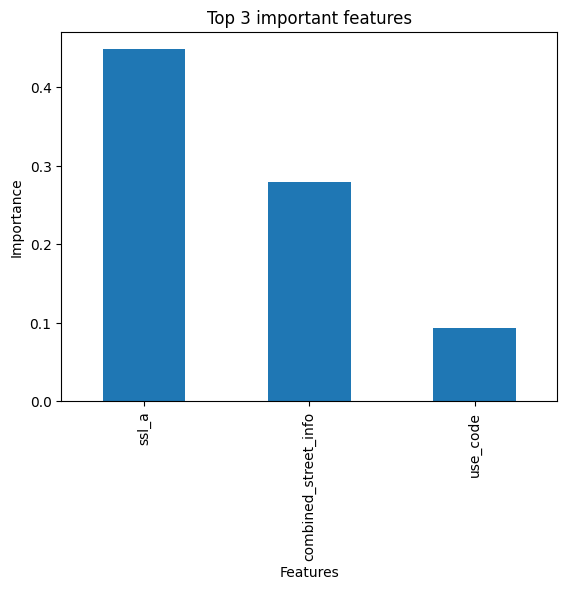 Top 3 important features
Importance
0.4
0.3
0.2
0.1
0.0
ssl_a
combined_street_info
use_code
Features